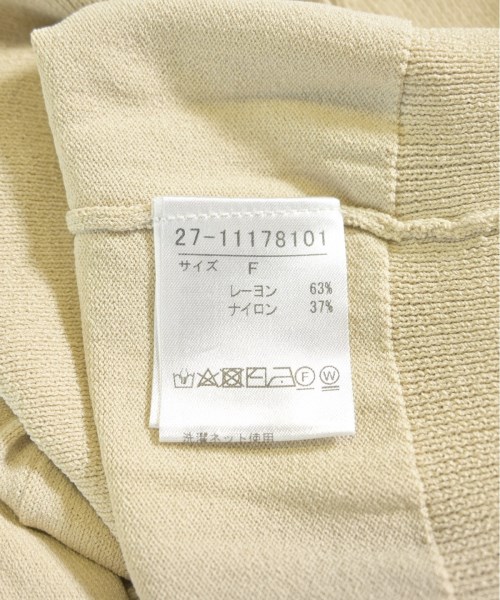 27-11178101
サイズ F
レーヨン 63%
ナイロン 37%
F W
洗濯ネット使用